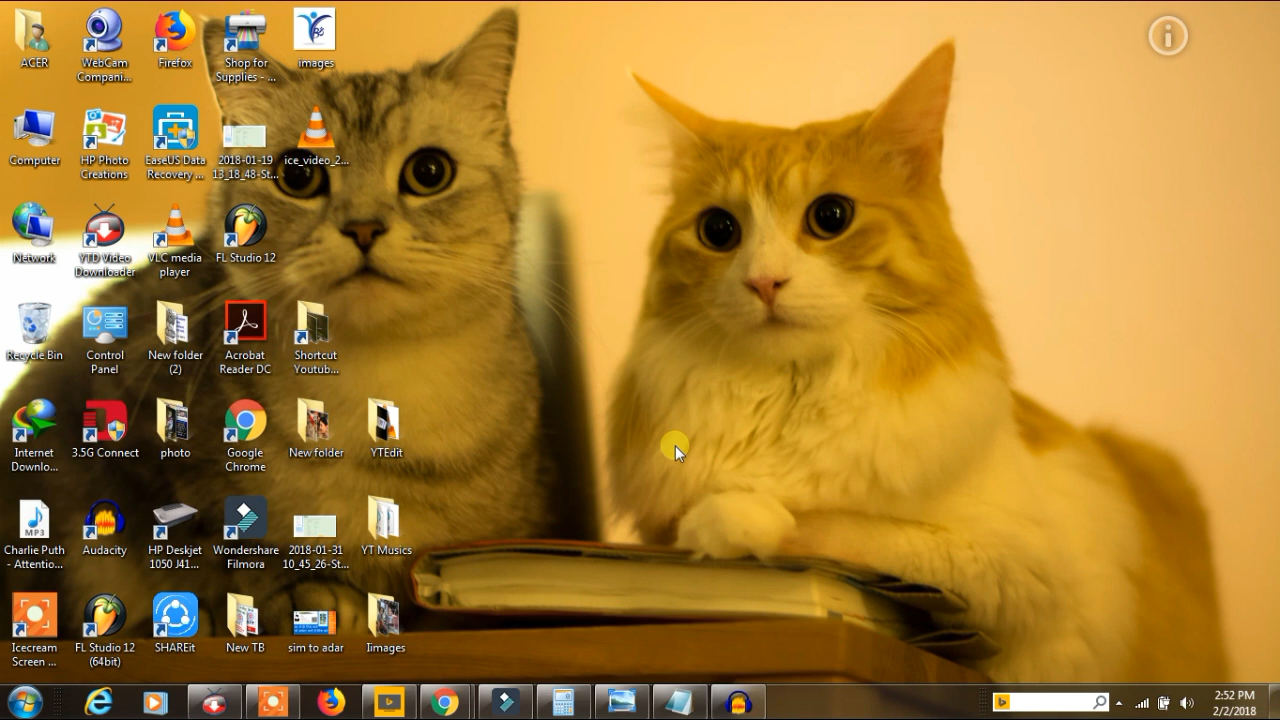 ACER
WebCam
Compani...
Firefox
Shop for
Supplies - ...
images
Computer
HP Photo
Creations
EaseUS Data
Recovery ...
2018-01-19
13_18_48-St...
ice_video_2...
Network
YTD Video
Downloader
VLC media
player
FL Studio 12
Recycle Bin
Control
Panel
New folder
(2)
Acrobat
Reader DC
Shortcut
Youtub...
Internet
Downlo...
3.5G Connect
photo
Google
Chrome
New folder
YTEdit
MP3
Charlie Puth
- Attentio...
Audacity
HP Deskjet
1050 J41...
Wondershare
Filmora
2018-01-31
10_45_26-St...
YT Musics
Icecream
Screen ...
FL Studio 12
(64bit)
SHAREit
New TB
sim to adar
Iimages
2:52 PM
2/2/2018